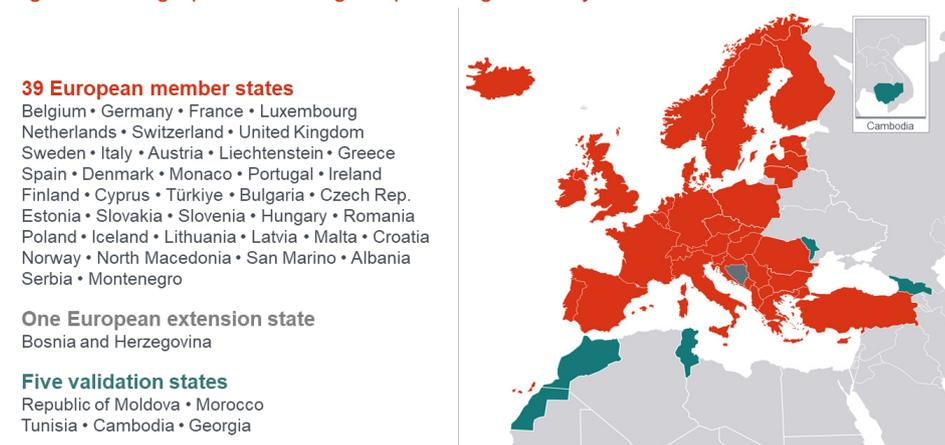 39 European member states
Belgium • Germany • France • Luxembourg
Netherlands • Switzerland • United Kingdom
Sweden • Italy • Austria • Liechtenstein • Greece
Spain • Denmark • Monaco • Portugal • Ireland
Finland • Cyprus • Türkiye • Bulgaria • Czech Rep.
Estonia • Slovakia • Slovenia • Hungary • Romania
Poland • Iceland • Lithuania • Latvia • Malta • Croatia
Norway • North Macedonia • San Marino • Albania
Serbia • Montenegro
One European extension state
Bosnia and Herzegovina
Five validation states
Republic of Moldova • Morocco
Tunisia • Cambodia • Georgia
Cambodia